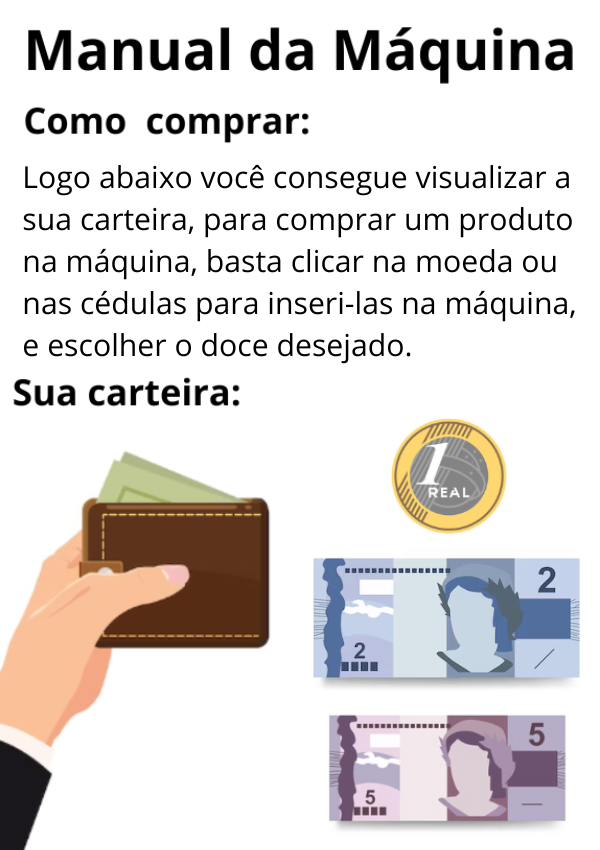 Manual da Máquina
Como comprar:
Logo abaixo você consegue visualizar a
sua carteira, para comprar um produto
na máquina, basta clicar na moeda ou
nas cédulas para inseri-las na máquina,
e escolher o doce desejado.
Sua carteira:
1
REAL
2
2
5
5